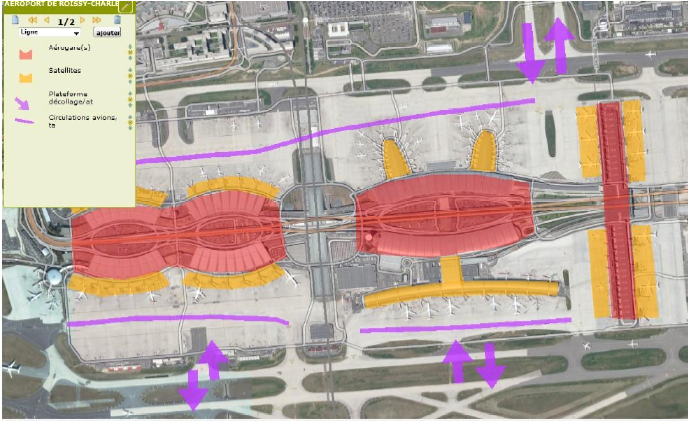 AEROPORT DE ROISSY-CHARLE
1/2
Ligne
ajouter
Aérogare(s)
Satellites
Plateforme
décollage/at
Circulations avions,
ta